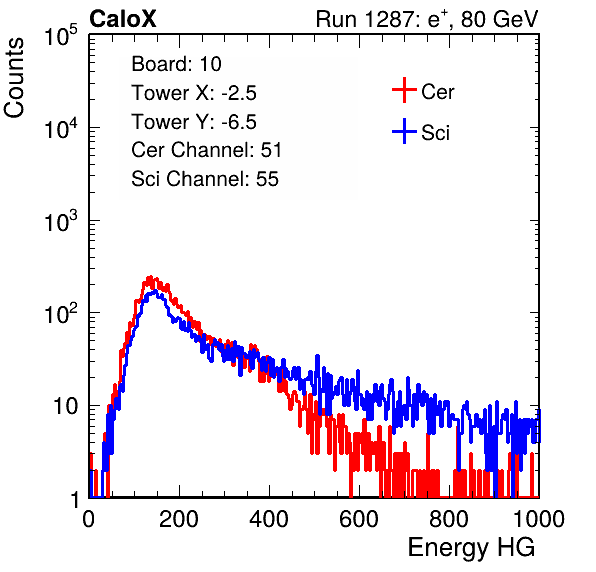 CaloX Run 1287: e⁺, 80 GeV
Counts
10⁵
10⁴
10³
10²
10
1
Board: 10
Tower X: -2.5
Tower Y: -6.5
Cer Channel: 51
Sci Channel: 55
Cer
Sci
0 200 400 600 800 1000
Energy HG